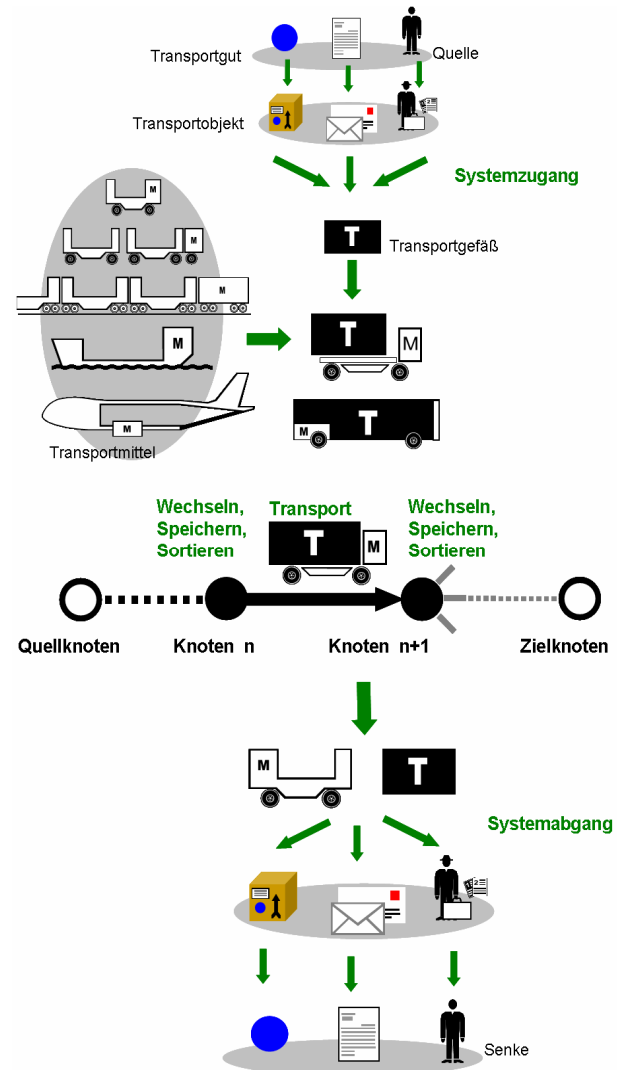 Transportgut
Quelle
Transportobjekt
Systemzugang
M
T
Transportgefäß
M
M
T
M
M
M
T
M
Transportmittel
Wechseln,
Speichern,
Sortieren
Transport
T
M
Wechseln,
Speichern,
Sortieren
Quellknoten
Knoten n
Knoten n+1
Zielknoten
M
T
Systemabgang
Senke